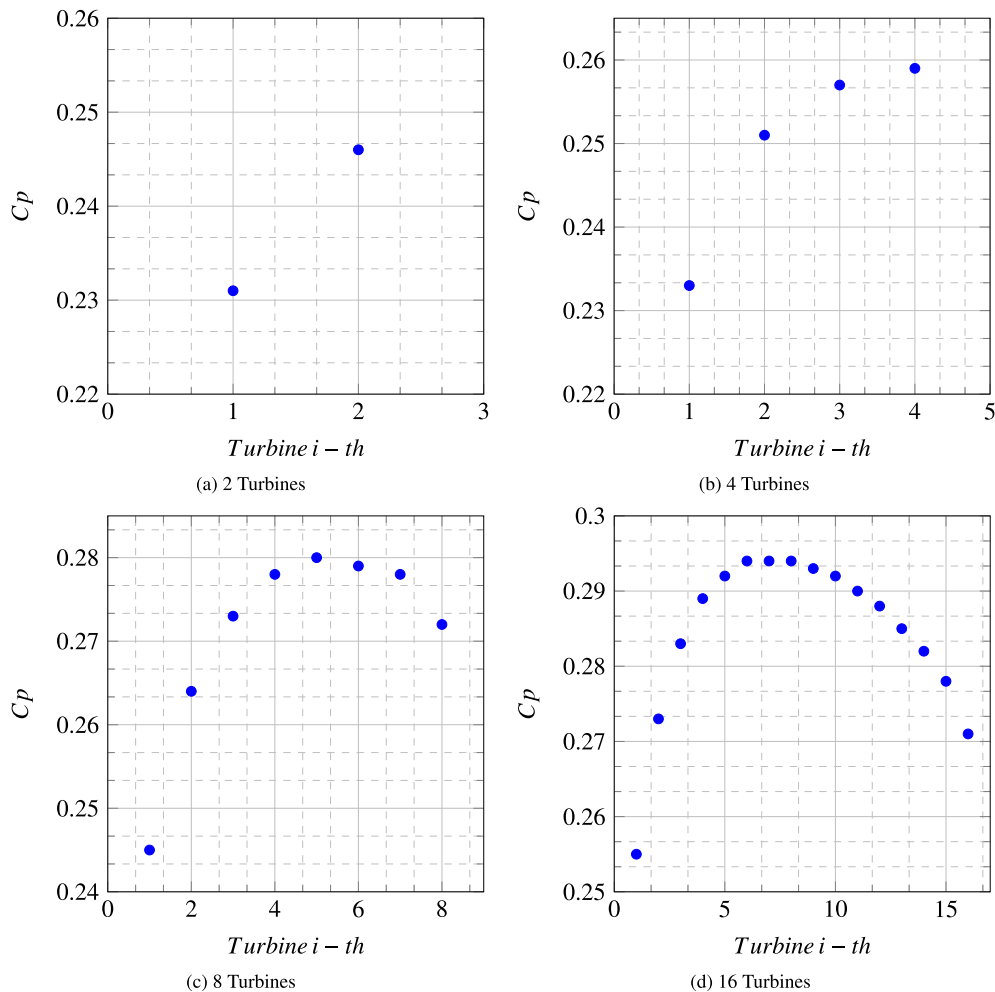 0.26
0.25
0.24
0.23
0.22
Cp
0 1 2 3
Turbine i − th
(a) 2 Turbines
0.26
0.25
0.24
0.23
0.22
Cp
0 1 2 3 4 5
Turbine i − th
(b) 4 Turbines
0.28
0.27
0.26
0.25
0.24
Cp
0 2 4 6 8
Turbine i − th
(c) 8 Turbines
0.3
0.29
0.28
0.27
0.26
0.25
Cp
0 5 10 15
Turbine i − th
(d) 16 Turbines